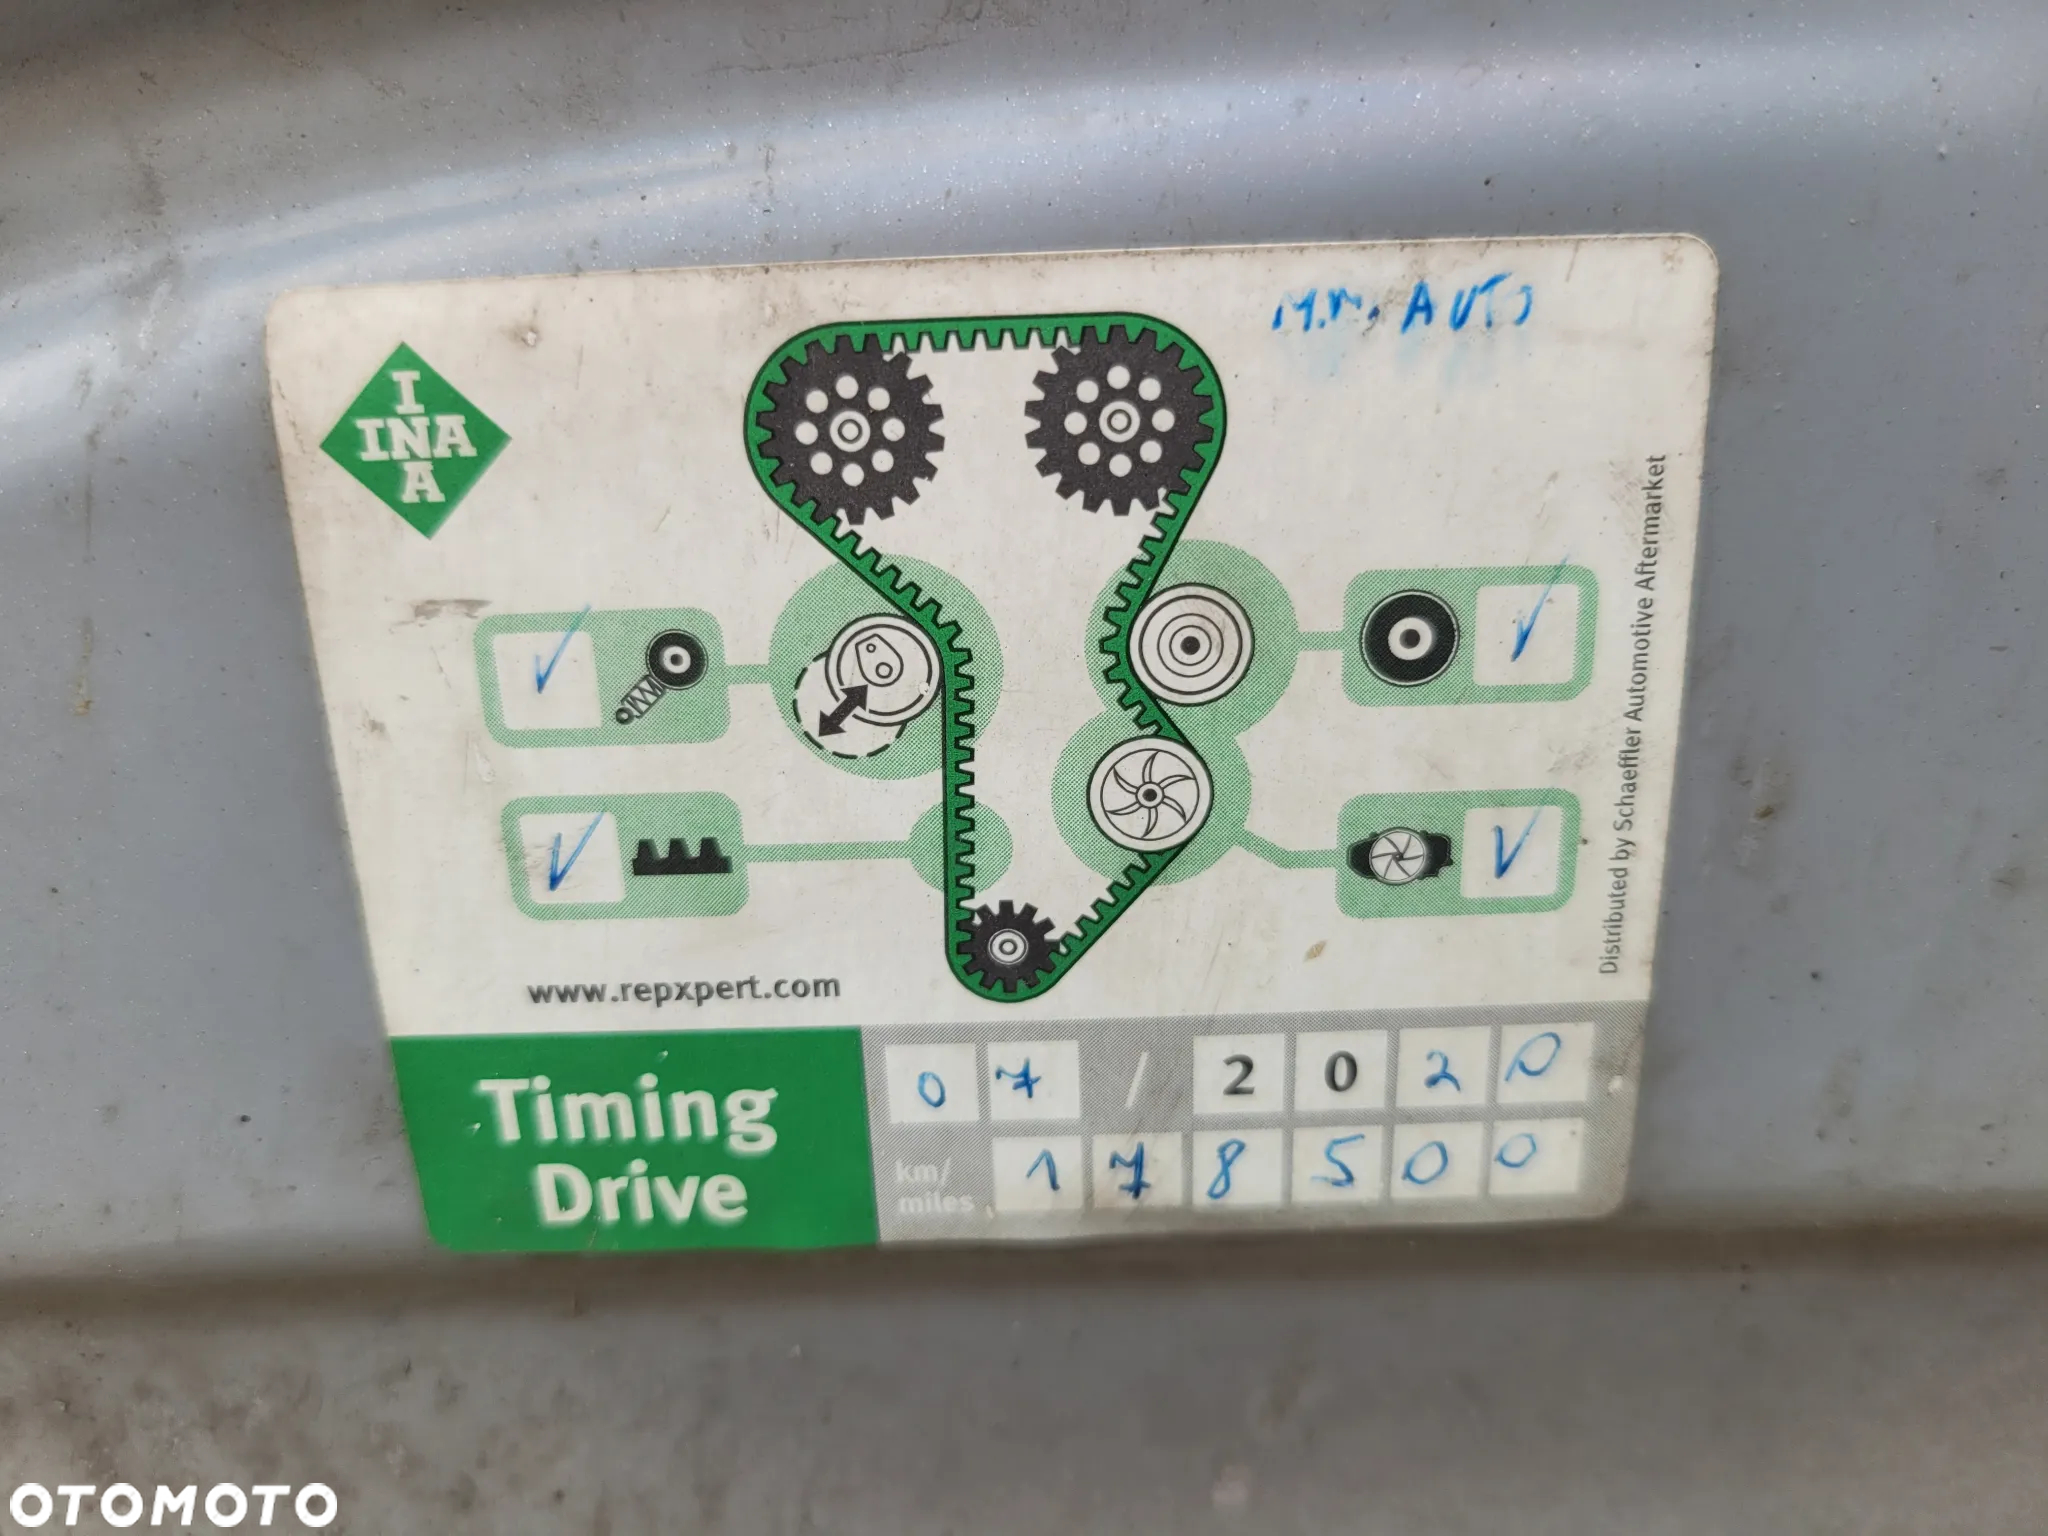 M.M. AUTO
I
INA
A
Distributed by Schaeffler Automotive Aftermarket
www.repxpert.com
Timing
Drive
07 / 2020
km/
miles
178500
OTOMOTO